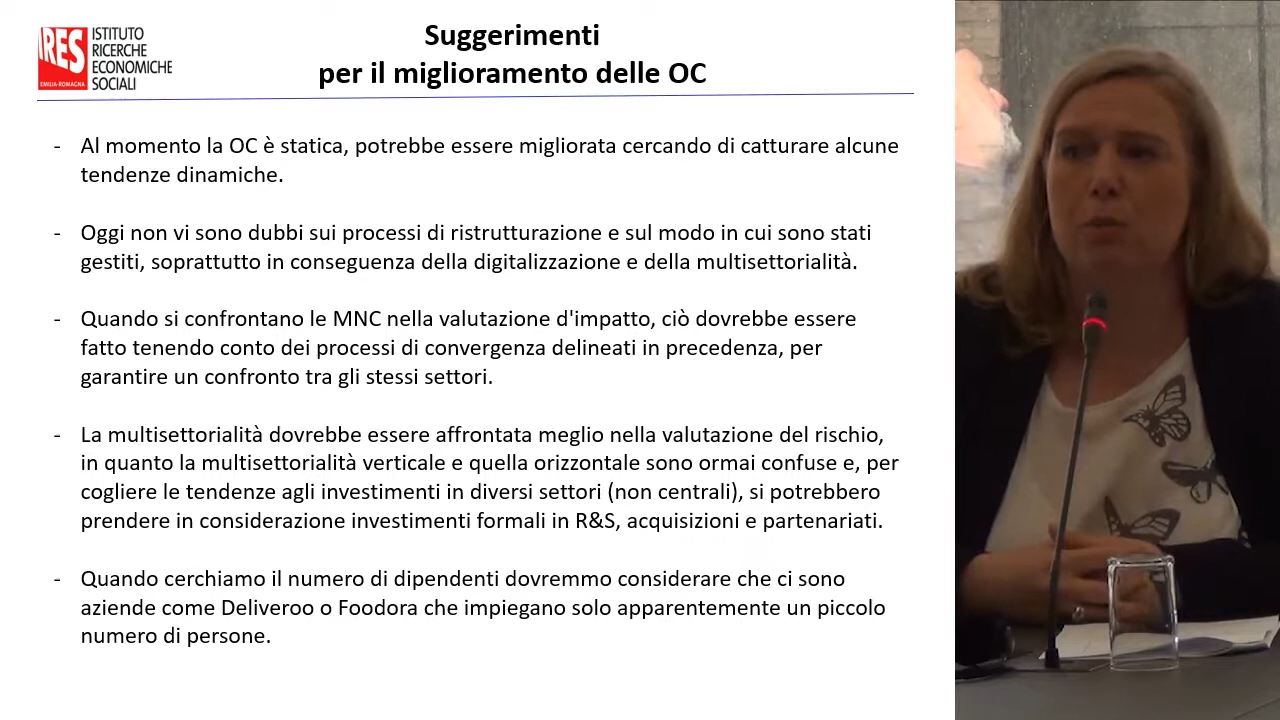 IRES
EMILIA-ROMAGNA
ISTITUTO
RICERCHE
ECONOMICHE
SOCIALI
Suggerimenti
per il miglioramento delle OC
- Al momento la OC è statica, potrebbe essere migliorata cercando di catturare alcune
tendenze dinamiche.
- Oggi non vi sono dubbi sui processi di ristrutturazione e sul modo in cui sono stati
gestiti, soprattutto in conseguenza della digitalizzazione e della multisettorialità.
- Quando si confrontano le MNC nella valutazione d'impatto, ciò dovrebbe essere
fatto tenendo conto dei processi di convergenza delineati in precedenza, per
garantire un confronto tra gli stessi settori.
- La multisettorialità dovrebbe essere affrontata meglio nella valutazione del rischio,
in quanto la multisettorialità verticale e quella orizzontale sono ormai confuse e, per
cogliere le tendenze agli investimenti in diversi settori (non centrali), si potrebbero
prendere in considerazione investimenti formali in R&S, acquisizioni e partenariati.
- Quando cerchiamo il numero di dipendenti dovremmo considerare che ci sono
aziende come Deliveroo o Foodora che impiegano solo apparentemente un piccolo
numero di persone.